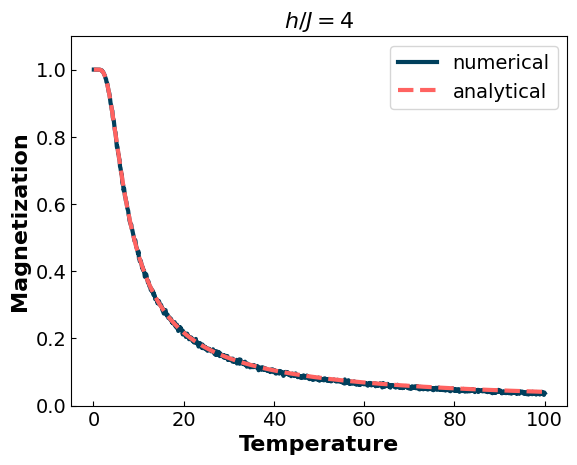 h/J = 4
numerical
analytical
Magnetization
1.0
0.8
0.6
0.4
0.2
0.0
0 20 40 60 80 100
Temperature